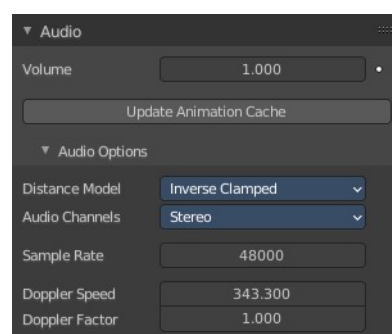 Audio
Volume 1.000
Update Animation Cache
Audio Options
Distance Model Inverse Clamped
Audio Channels Stereo
Sample Rate 48000
Doppler Speed 343.300
Doppler Factor 1.000